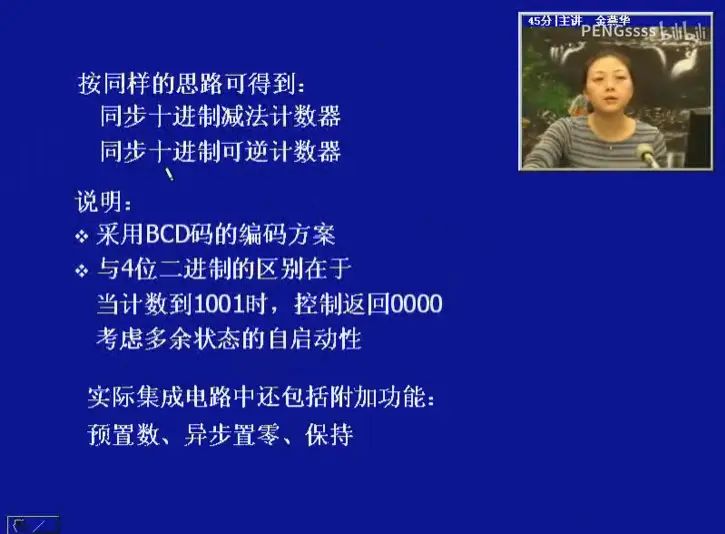 45分|主讲 金燕华
PENGssss
bilibili
按同样的思路可得到：
同步十进制减法计数器
同步十进制可逆计数器
说明：
❖ 采用BCD码的编码方案
❖ 与4位二进制的区别在于
当计数到1001时，控制返回0000
考虑多余状态的自启动性
实际集成电路中还包括附加功能：
预置数、异步置零、保持